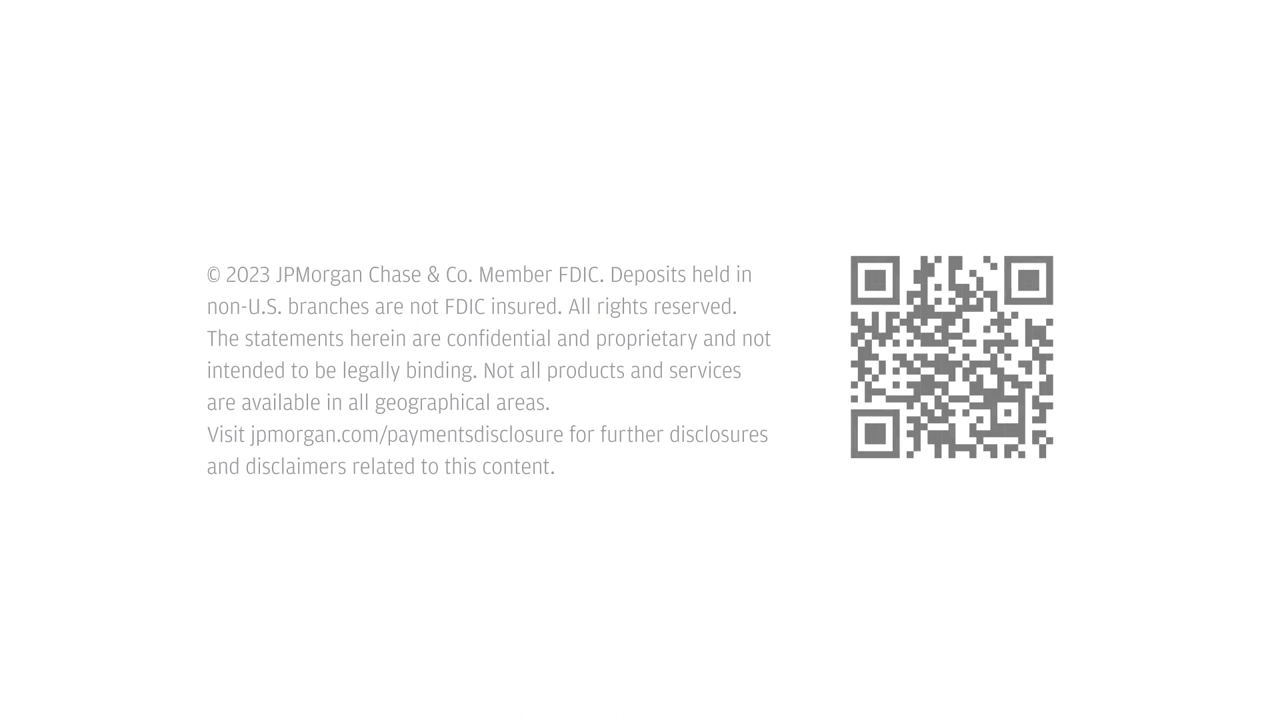 © 2023 JPMorgan Chase & Co. Member FDIC. Deposits held in
non-U.S. branches are not FDIC insured. All rights reserved.
The statements herein are confidential and proprietary and not
intended to be legally binding. Not all products and services
are available in all geographical areas.
Visit jpmorgan.com/paymentsdisclosure for further disclosures
and disclaimers related to this content.